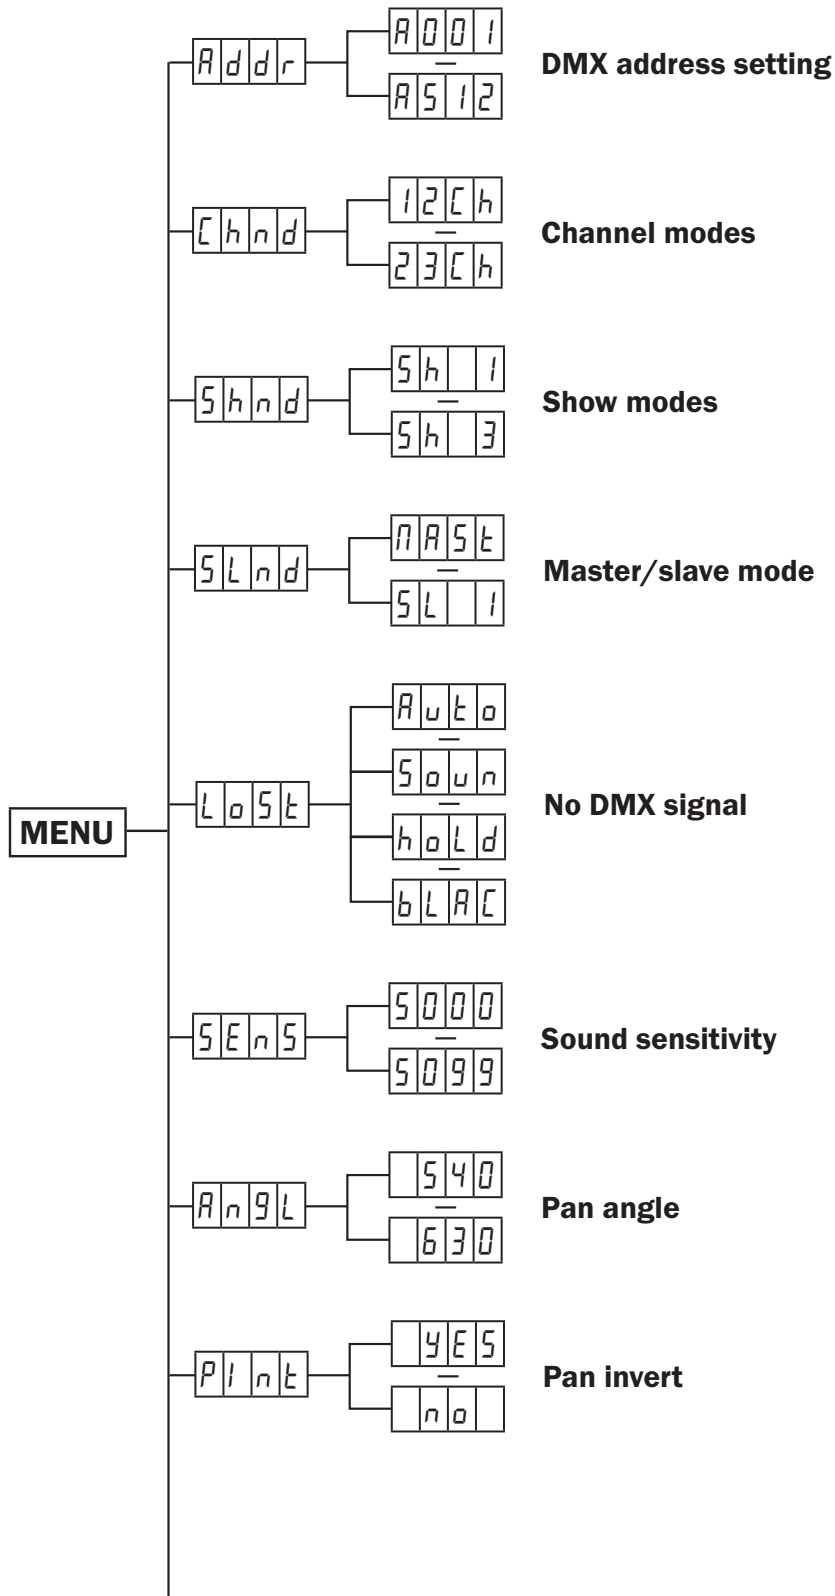 MENU
Addr
A001
—
A512
DMX address setting
Chnd
12Ch
—
23Ch
Channel modes
Shnd
Sh 1
—
Sh 3
Show modes
SLnd
MASt
—
SL 1
Master/slave mode
LoSt
Auto
—
Soun
—
hoLd
—
bLAC
No DMX signal
SEnS
S000
—
S099
Sound sensitivity
AngL
540
—
630
Pan angle
PInt
yES
—
no
Pan invert